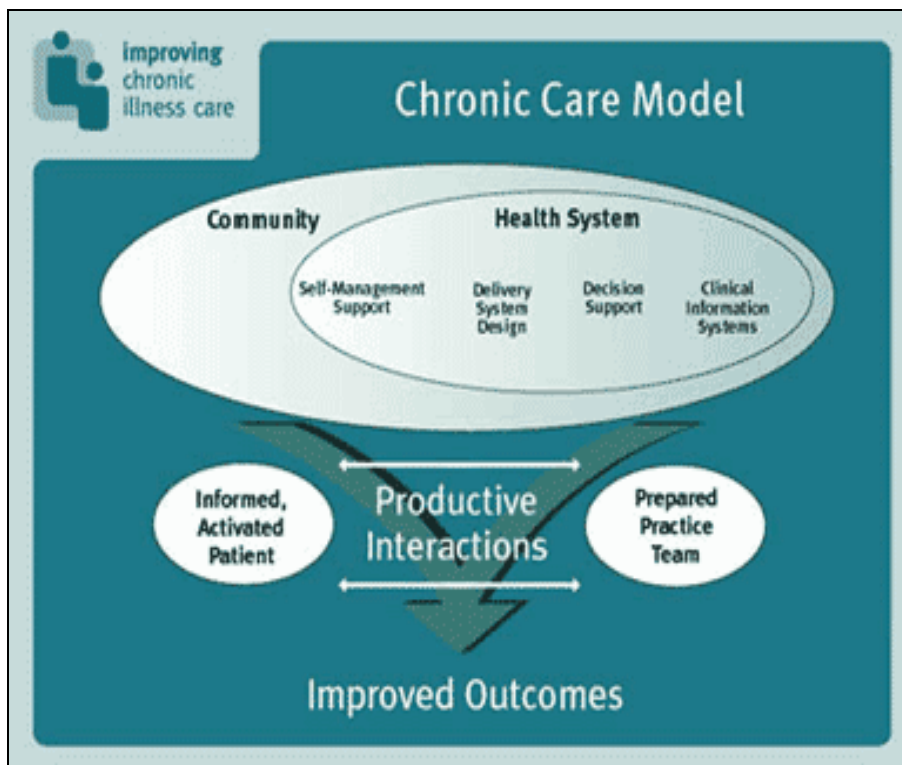 improving
chronic
illness care
Chronic Care Model
Community
Health System
Self-Management
Support
Delivery
System
Design
Decision
Support
Clinical
Information
Systems
Informed,
Activated
Patient
Productive
Interactions
Prepared
Practice
Team
Improved Outcomes